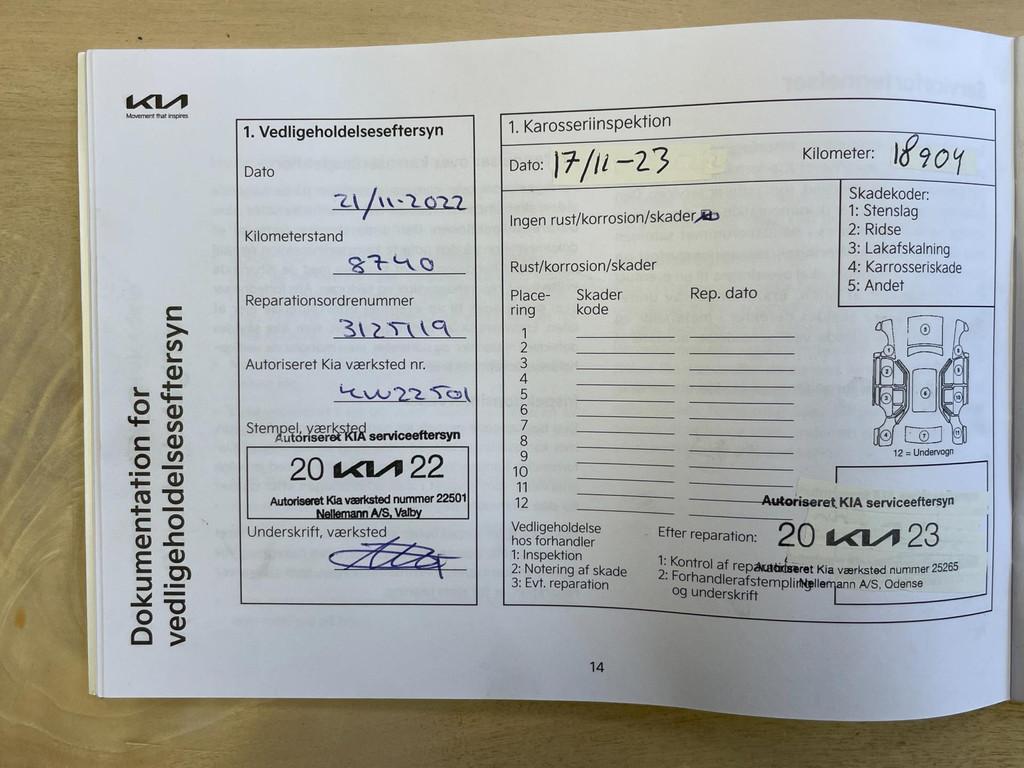 KIA
Movement that inspires
Dokumentation for
vedligeholdelseseftersyn
1. Vedligeholdelseseftersyn
Dato
21/11-2022
Kilometerstand
8740
Reparationsordrenummer
3125119
Autoriseret Kia værksted nr.
KW22501
Stempel, værksted
Autoriseret KIA serviceeftersyn
20 KIA 22
Autoriseret Kia værksted nummer 22501
Nellemann A/S, Valby
Underskrift, værksted
1. Karosseriinspektion
Dato: 17/11-23
Kilometer: 18904
Ingen rust/korrosion/skader
Rust/korrosion/skader
Place-
ring
Skader
kode
Rep. dato
1
2
3
4
5
6
7
8
9
10
11
12
Skadekoder:
1: Stenslag
2: Ridse
3: Lakafskalning
4: Karrosseriskade
5: Andet
12 = Undervogn
Vedligeholdelse
hos forhandler
1: Inspektion
2: Notering af skade
3: Evt. reparation
Efter reparation:
1: Kontrol af reparationen
2: Forhandlerafstempling
og underskrift
Autoriseret KIA serviceeftersyn
20 KIA 23
Autoriseret Kia værksted nummer 25265
Nellemann A/S, Odense
14